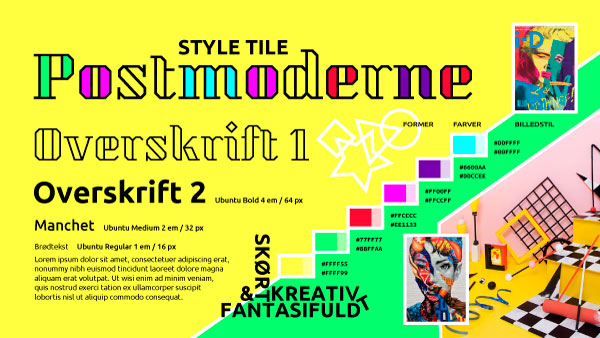 STYLE TILE
Postmoderne
Overskrift 1
Overskrift 2 Ubuntu Bold 4 em / 64 px
Manchet Ubuntu Medium 2 em / 32 px
Brødtekst Ubuntu Regular 1 em / 16 px
Lorem ipsum dolor sit amet, consectetuer adipiscing erat,
nonummy nibh euismod tincidunt laoreet dolore magna
aliquam erat volutpat. Ut wisi enim ad minim veniam,
quis nostrud exerci tation ex ullamcorper suscipit
lobortis nisl ut aliquip commodo consequat.
FORMER FARVER BILLEDSTIL
#00FFFF
#80FFFF
#6600AA
#00CCEE
#FF00FF
#FFCCFF
#FFCCCC
#EE1133
#77FF77
#BBFFAA
#FFFF55
#FFFF99
SKØRT
& KREATIVT
FANTASIFULD